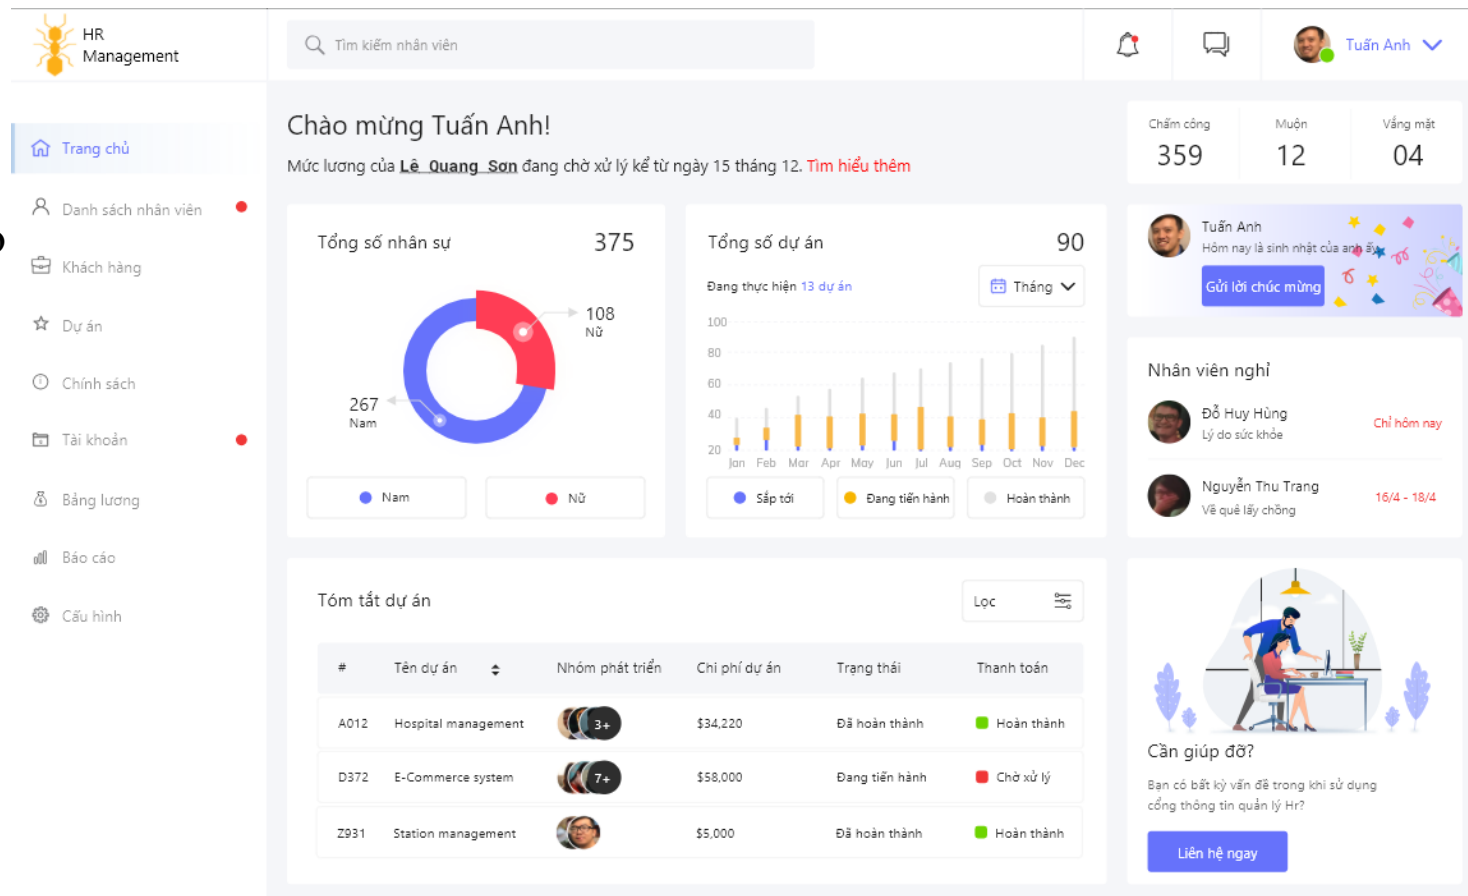 HR
Management
Tìm kiếm nhân viên
Tuấn Anh
Trang chủ
Danh sách nhân viên
Khách hàng
Dự án
Chính sách
Tài khoản
Bảng lương
Báo cáo
Cấu hình
Chào mừng Tuấn Anh!
Mức lương của Lê Quang Sơn đang chờ xử lý kể từ ngày 15 tháng 12. Tìm hiểu thêm
Chấm công
Muộn
Vắng mặt
359
12
04
Tổng số nhân sự
375
108
Nữ
267
Nam
Nam
Nữ
Tổng số dự án
90
Đang thực hiện 13 dự án
Tháng
100
80
60
40
20
Jan Feb Mar Apr May Jun Jul Aug Sep Oct Nov Dec
Sắp tới
Đang tiến hành
Hoàn thành
Tuấn Anh
Hôm nay là sinh nhật của anh ấy
Gửi lời chúc mừng
Nhân viên nghỉ
Đỗ Huy Hùng
Lý do sức khỏe
Chỉ hôm nay
Nguyễn Thu Trang
Về quê lấy chồng
16/4 - 18/4
Tóm tắt dự án
Lọc
# Tên dự án Nhóm phát triển Chi phí dự án Trạng thái Thanh toán
A012 Hospital management 3+ $34,220 Đã hoàn thành Hoàn thành
D372 E-Commerce system 7+ $58,000 Đang tiến hành Chờ xử lý
Z931 Station management $5,000 Đã hoàn thành Hoàn thành
Cần giúp đỡ?
Bạn có bất kỳ vấn đề trong khi sử dụng
cổng thông tin quản lý Hr?
Liên hệ ngay